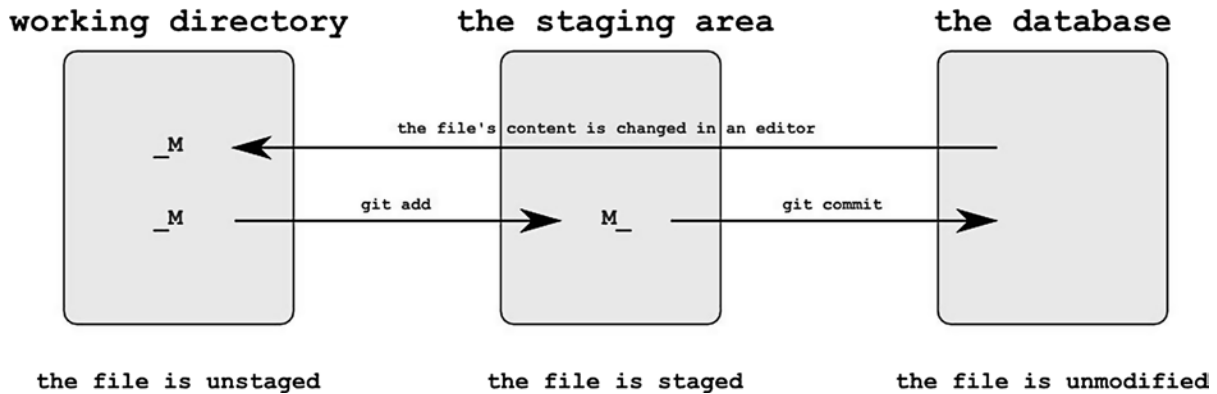 working directory
the staging area
the database
the file's content is changed in an editor
_M
_M
git add
M_
git commit
the file is unstaged
the file is staged
the file is unmodified